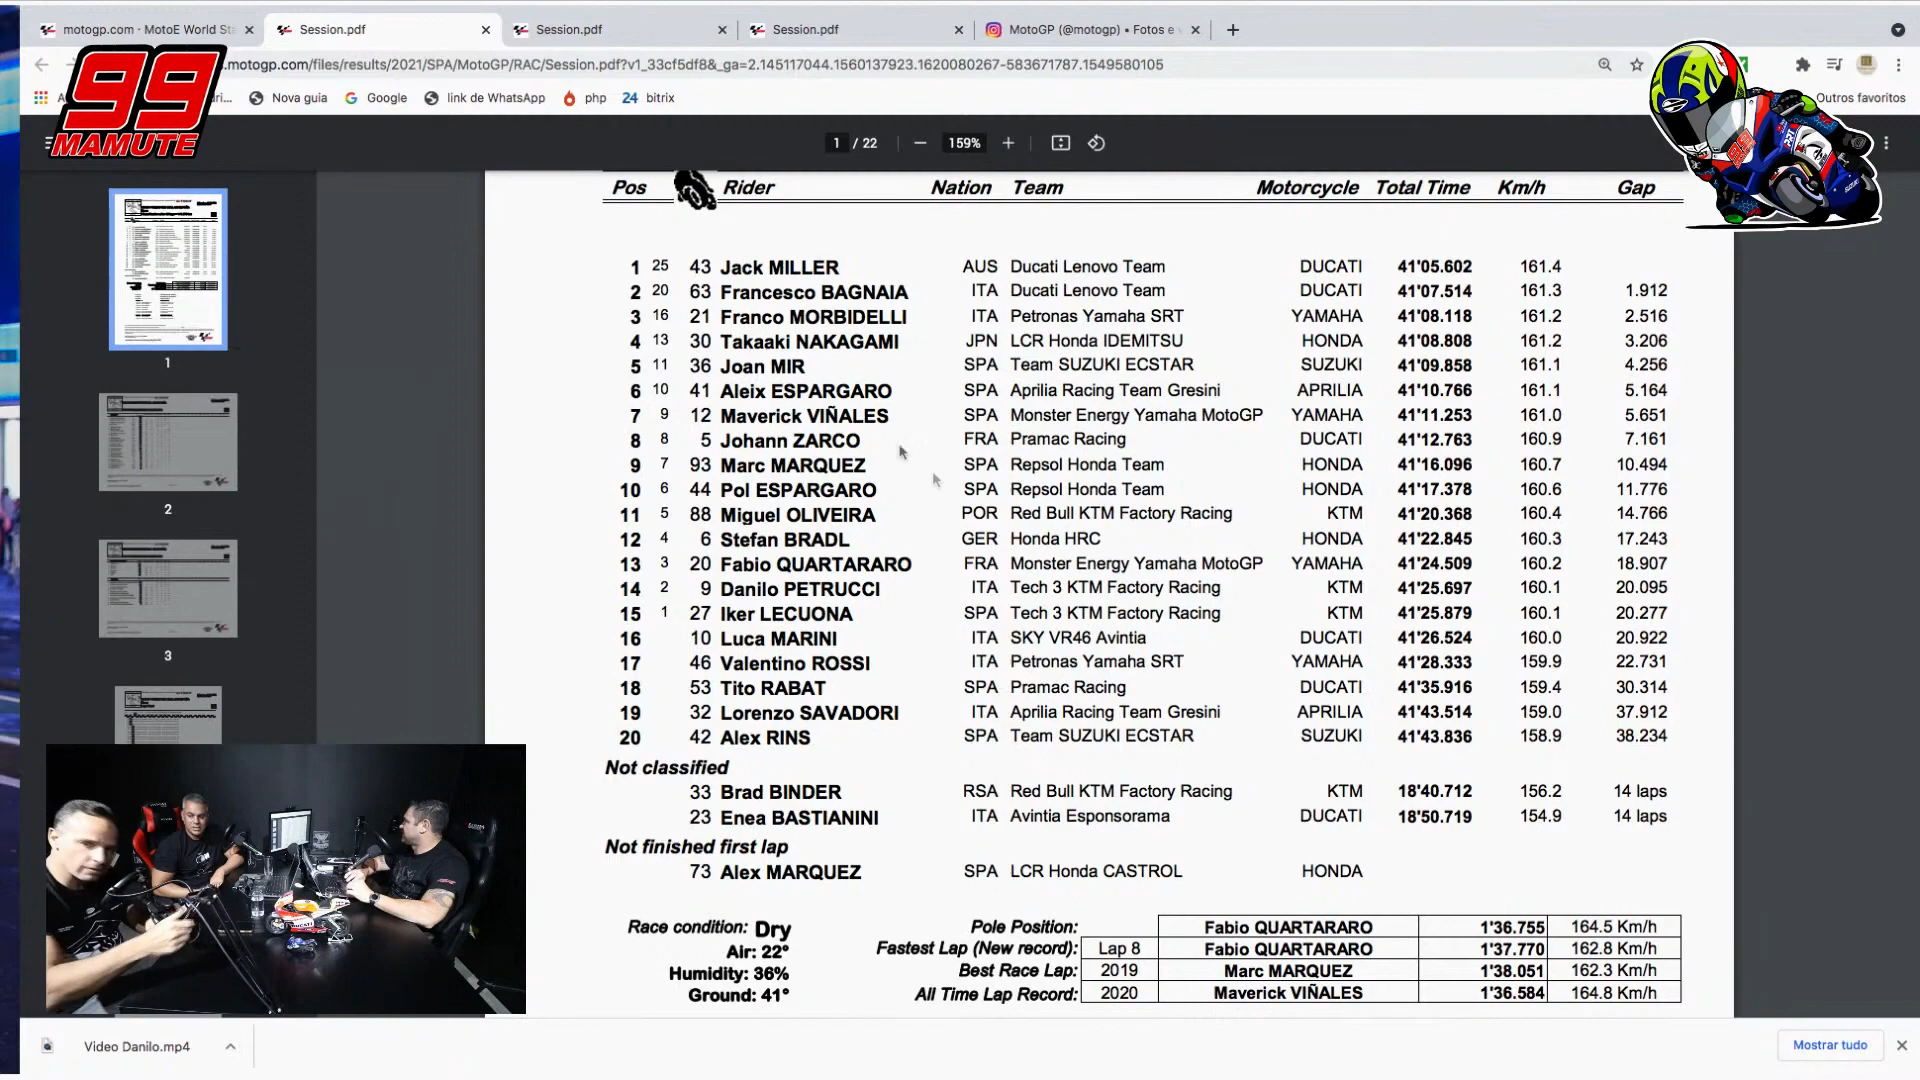 motogp.com - MotoE World St
Session.pdf
Session.pdf
Session.pdf
MotoGP (@motogp) • Fotos e v
.motogp.com/files/results/2021/SPA/MotoGP/RAC/Session.pdf?v1_33cf5df8&_ga=2.145117044.1560137923.1620080267-583671787.1549580105
99
MAMUTE
Nova guia
Google
link de WhatsApp
php
24 bitrix
Outros favoritos
1 / 22
159%
Pos Rider Nation Team Motorcycle Total Time Km/h Gap
1 25 43 Jack MILLER AUS Ducati Lenovo Team DUCATI 41'05.602 161.4
2 20 63 Francesco BAGNAIA ITA Ducati Lenovo Team DUCATI 41'07.514 161.3 1.912
3 16 21 Franco MORBIDELLI ITA Petronas Yamaha SRT YAMAHA 41'08.118 161.2 2.516
4 13 30 Takaaki NAKAGAMI JPN LCR Honda IDEMITSU HONDA 41'08.808 161.2 3.206
5 11 36 Joan MIR SPA Team SUZUKI ECSTAR SUZUKI 41'09.858 161.1 4.256
6 10 41 Aleix ESPARGARO SPA Aprilia Racing Team Gresini APRILIA 41'10.766 161.1 5.164
7 9 12 Maverick VIÑALES SPA Monster Energy Yamaha MotoGP YAMAHA 41'11.253 161.0 5.651
8 8 5 Johann ZARCO FRA Pramac Racing DUCATI 41'12.763 160.9 7.161
9 7 93 Marc MARQUEZ SPA Repsol Honda Team HONDA 41'16.096 160.7 10.494
10 6 44 Pol ESPARGARO SPA Repsol Honda Team HONDA 41'17.378 160.6 11.776
11 5 88 Miguel OLIVEIRA POR Red Bull KTM Factory Racing KTM 41'20.368 160.4 14.766
12 4 6 Stefan BRADL GER Honda HRC HONDA 41'22.845 160.3 17.243
13 3 20 Fabio QUARTARARO FRA Monster Energy Yamaha MotoGP YAMAHA 41'24.509 160.2 18.907
14 2 9 Danilo PETRUCCI ITA Tech 3 KTM Factory Racing KTM 41'25.697 160.1 20.095
15 1 27 Iker LECUONA SPA Tech 3 KTM Factory Racing KTM 41'25.879 160.1 20.277
16 10 Luca MARINI ITA SKY VR46 Avintia DUCATI 41'26.524 160.0 20.922
17 46 Valentino ROSSI ITA Petronas Yamaha SRT YAMAHA 41'28.333 159.9 22.731
18 53 Tito RABAT SPA Pramac Racing DUCATI 41'35.916 159.4 30.314
19 32 Lorenzo SAVADORI ITA Aprilia Racing Team Gresini APRILIA 41'43.514 159.0 37.912
20 42 Alex RINS SPA Team SUZUKI ECSTAR SUZUKI 41'43.836 158.9 38.234
Not classified
33 Brad BINDER RSA Red Bull KTM Factory Racing KTM 18'40.712 156.2 14 laps
23 Enea BASTIANINI ITA Avintia Esponsorama DUCATI 18'50.719 154.9 14 laps
Not finished first lap
73 Alex MARQUEZ SPA LCR Honda CASTROL HONDA
Race condition: Dry
Air: 22°
Humidity: 36%
Ground: 41°
Pole Position: Fabio QUARTARARO 1'36.755 164.5 Km/h
Fastest Lap (New record): Lap 8 Fabio QUARTARARO 1'37.770 162.8 Km/h
Best Race Lap: 2019 Marc MARQUEZ 1'38.051 162.3 Km/h
All Time Lap Record: 2020 Maverick VIÑALES 1'36.584 164.8 Km/h
1
2
3
Video Danilo.mp4
Mostrar tudo